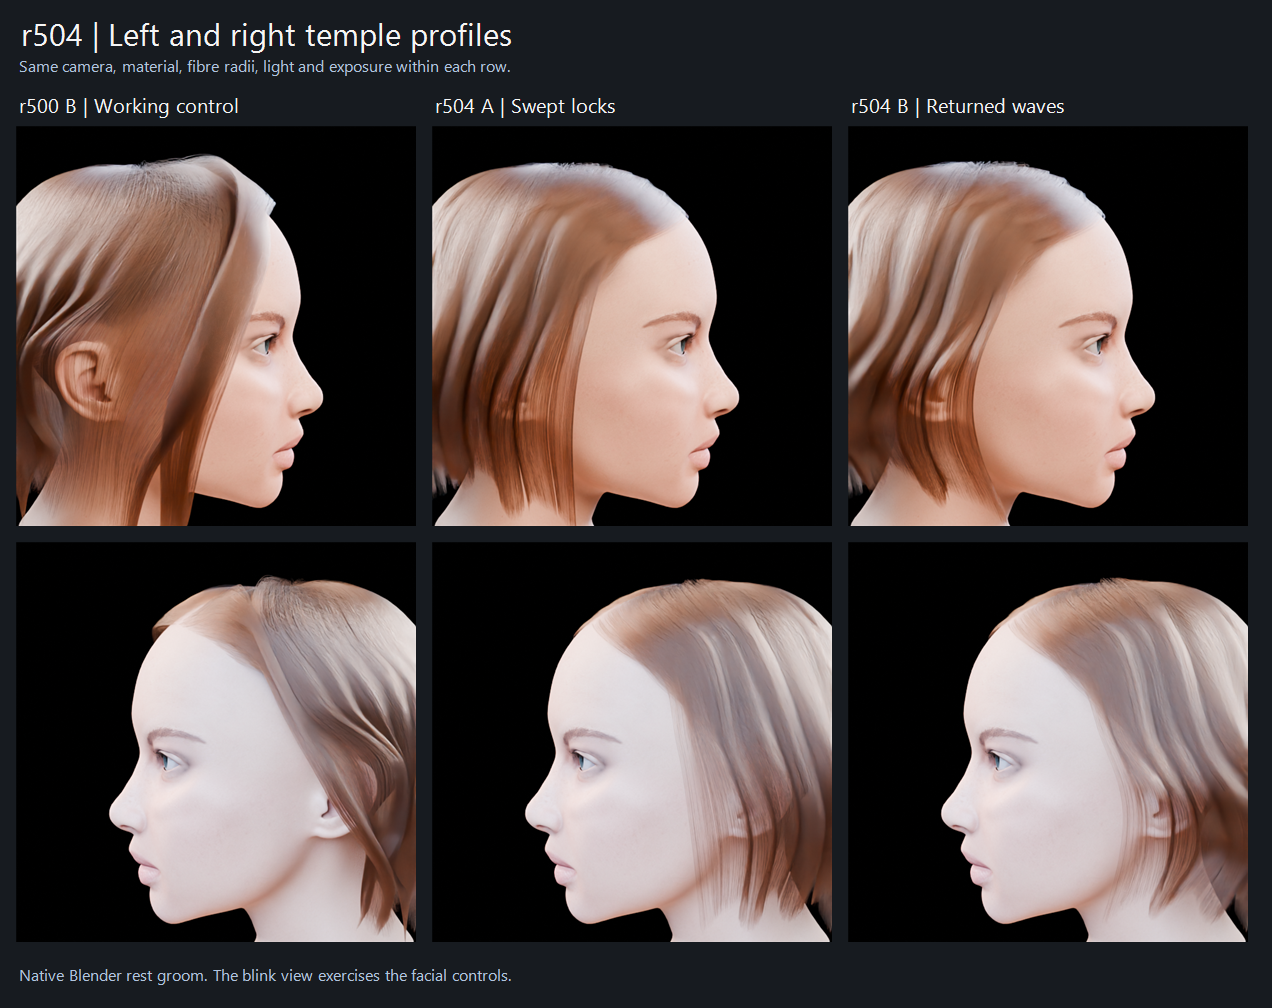 r504 | Left and right temple profiles
Same camera, material, fibre radii, light and exposure within each row.
r500 B | Working control
r504 A | Swept locks
r504 B | Returned waves
Native Blender rest groom. The blink view exercises the facial controls.